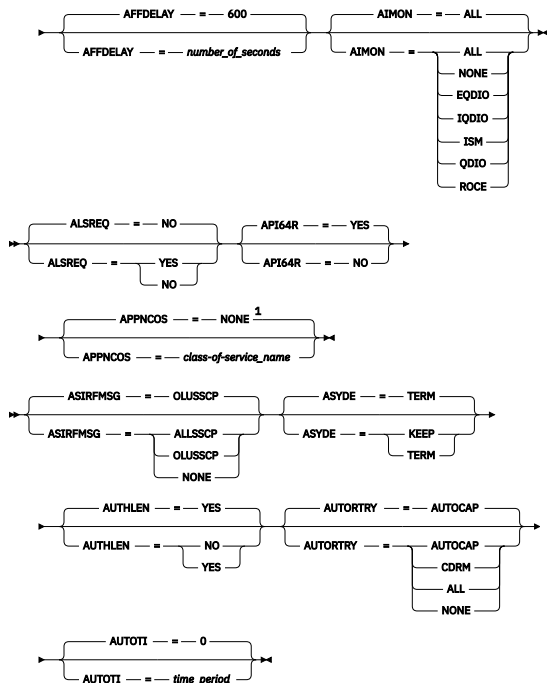 AFFDELAY = 600 AIMON = ALL
AFFDELAY = number_of_seconds AIMON = ALL
NONE
EQDIO
IQDIO
ISM
QDIO
ROCE
ALSREQ = NO API64R = YES
ALSREQ = YES API64R = NO
NO
APPNCOS = NONE 1
APPNCOS = class-of-service_name
ASIRFMSG = OLUSSCP ASYDE = TERM
ASIRFMSG = ALLSSCP ASYDE = KEEP
OLUSSCP TERM
NONE
AUTHLEN = YES AUTORTRY = AUTOCAP
AUTHLEN = NO AUTORTRY = AUTOCAP
YES CDRM
ALL
NONE
AUTOTI = 0
AUTOTI = time_period